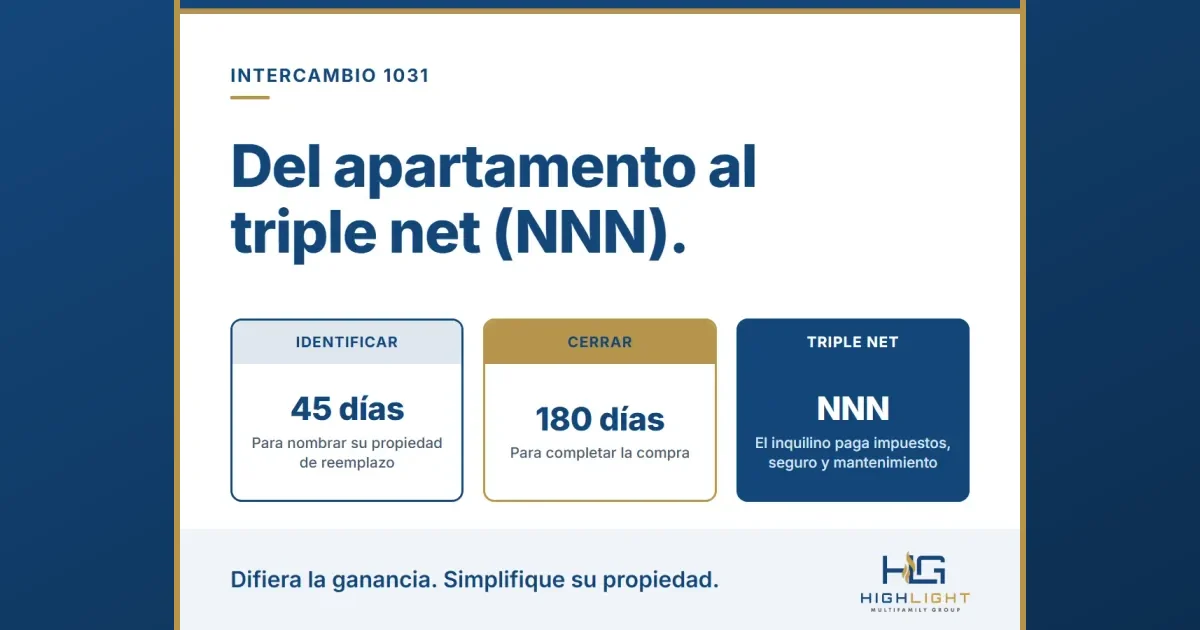 INTERCAMBIO 1031
Del apartamento al
triple net (NNN).
IDENTIFICAR
45 días
Para nombrar su propiedad
de reemplazo
CERRAR
180 días
Para completar la compra
TRIPLE NET
NNN
El inquilino paga impuestos,
seguro y mantenimiento
Difiera la ganancia. Simplifique su propiedad.
HG
HIGHLIGHT
MULTIFAMILY GROUP